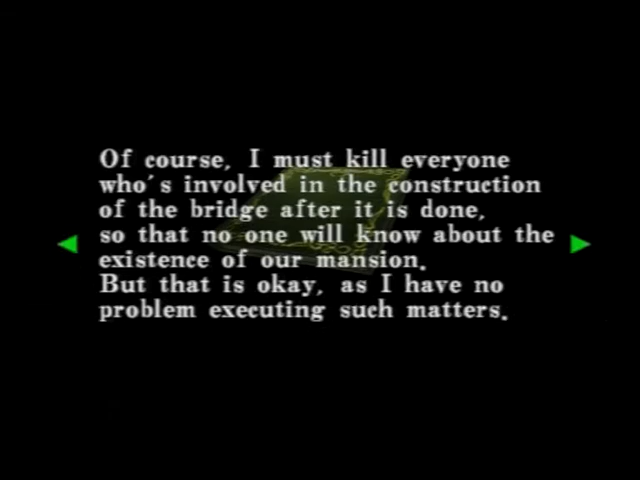 Of course, I must kill everyone
who's involved in the construction
of the bridge after it is done,
so that no one will know about the
existence of our mansion.
But that is okay, as I have no
problem executing such matters.